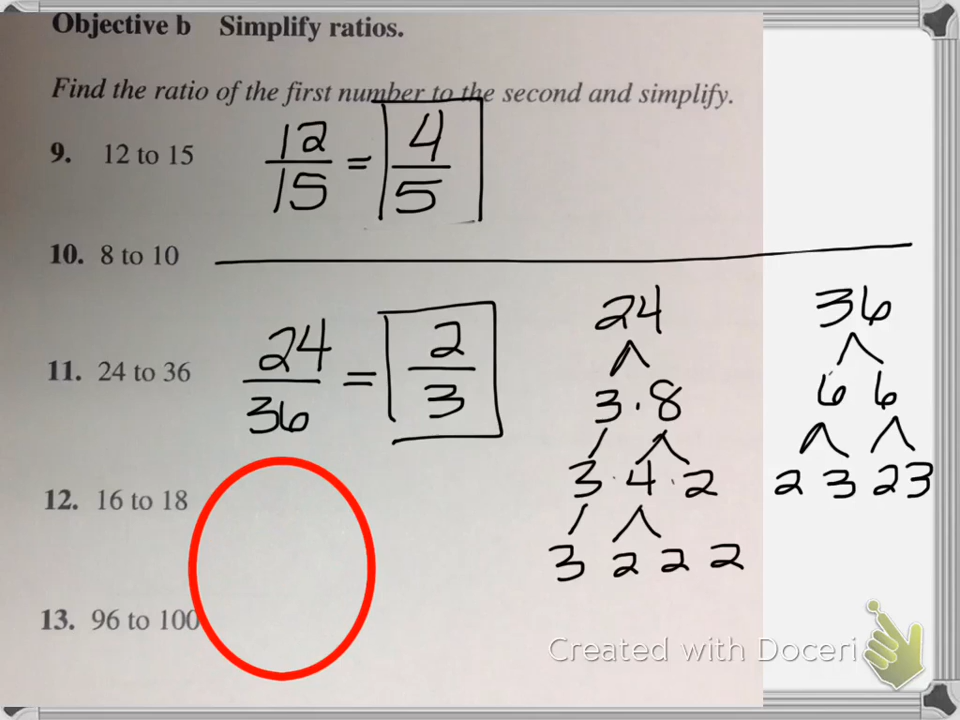 Objective b Simplify ratios.
Find the ratio of the first number to the second and simplify.
9. 12 to 15
12/15 = 4/5
10. 8 to 10
11. 24 to 36
24/36 = 2/3
24
3 · 8
3 · 4 · 2
3 2 2 2
36
6 6
2 3 2 3
12. 16 to 18
13. 96 to 100
Created with Doceri